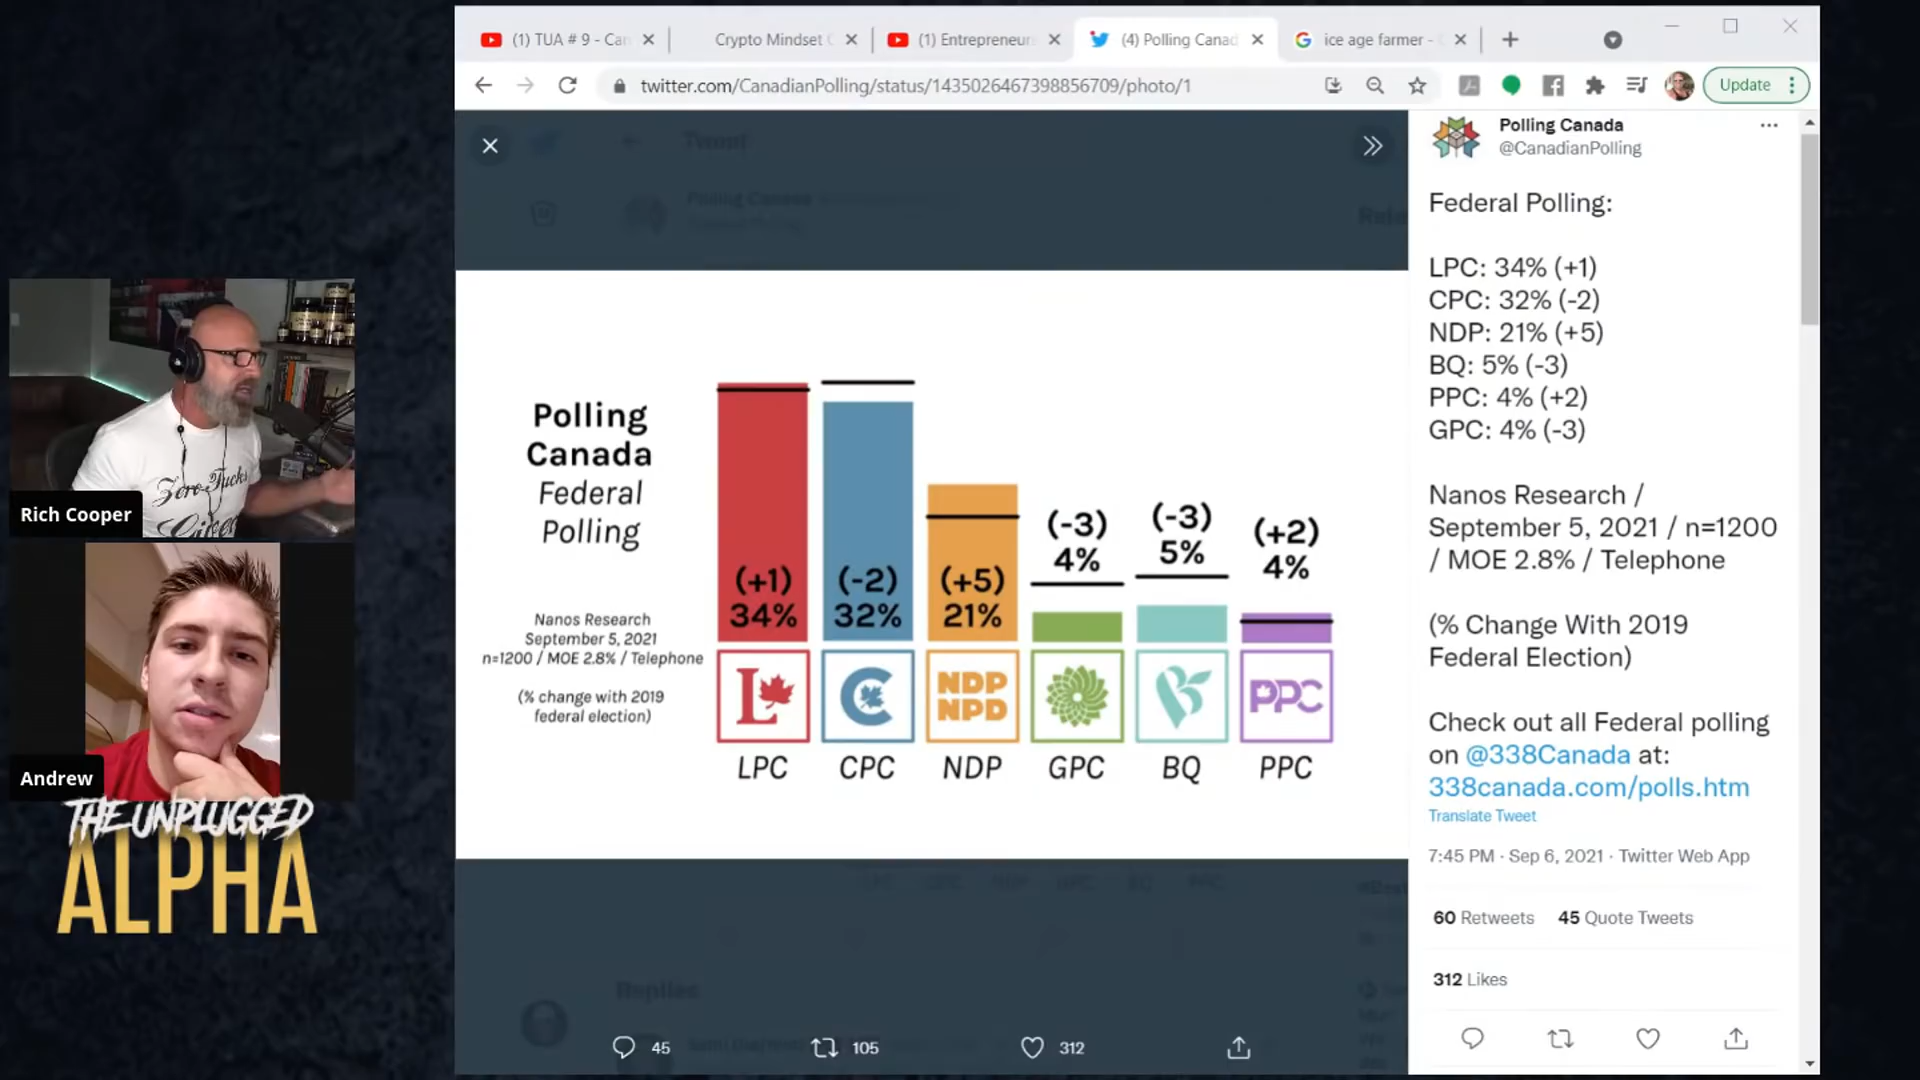 (1) TUA # 9 - Can
Crypto Mindset
(1) Entrepreneur
(4) Polling Canad
ice age farmer -
twitter.com/CanadianPolling/status/1435026467398856709/photo/1
Update
Tweet
Polling Canada
@CanadianPolling
Federal Polling:
LPC: 34% (+1)
CPC: 32% (-2)
NDP: 21% (+5)
BQ: 5% (-3)
PPC: 4% (+2)
GPC: 4% (-3)
Nanos Research /
September 5, 2021 / n=1200
/ MOE 2.8% / Telephone
(% Change With 2019
Federal Election)
Check out all Federal polling
on @338Canada at:
338canada.com/polls.htm
Translate Tweet
7:45 PM · Sep 6, 2021 · Twitter Web App
60 Retweets 45 Quote Tweets
312 Likes
Polling
Canada
Federal
Polling
Nanos Research
September 5, 2021
n=1200 / MOE 2.8% / Telephone
(% change with 2019
federal election)
(+1)
34%
(-2)
32%
(+5)
21%
(-3)
4%
(-3)
5%
(+2)
4%
L
C
NDP
NPD
PPC
LPC CPC NDP GPC BQ PPC
Replies
45 105 312
Zero Fucks
Rich Cooper
Andrew
THE UNPLUGGED
ALPHA